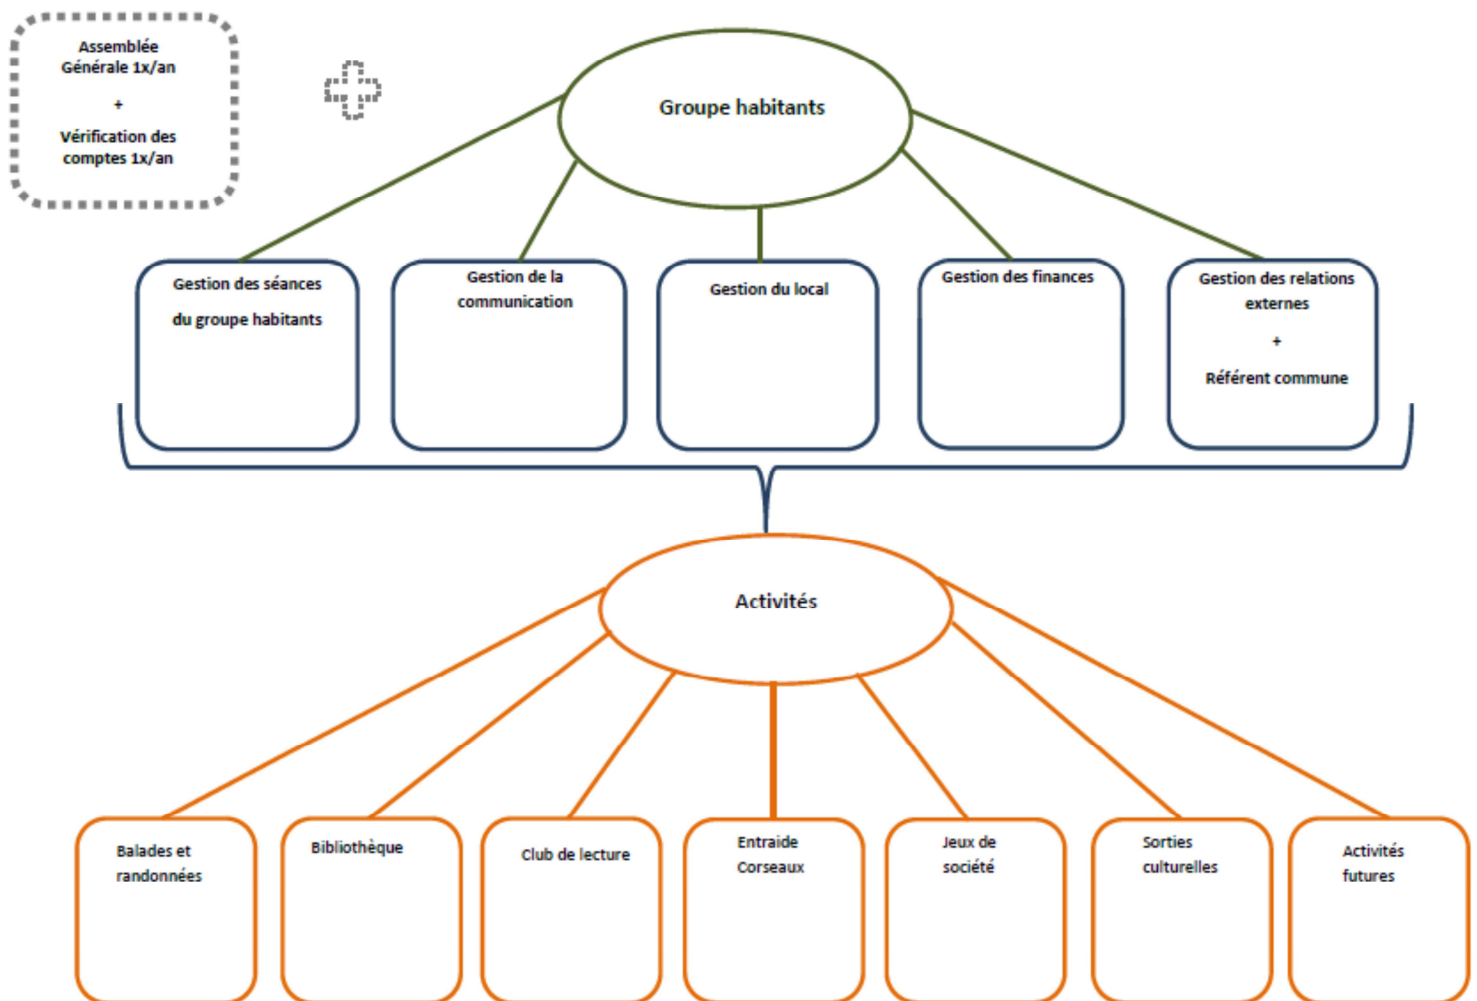 Assemblée
Générale 1x/an
+
Vérification des
comptes 1x/an
Groupe habitants
Gestion des séances
du groupe habitants
Gestion de la
communication
Gestion du local
Gestion des finances
Gestion des relations
externes
+
Référent commune
Activités
Balades et
randonnées
Bibliothèque
Club de lecture
Entraide
Corseaux
Jeux de
société
Sorties
culturelles
Activités
futures